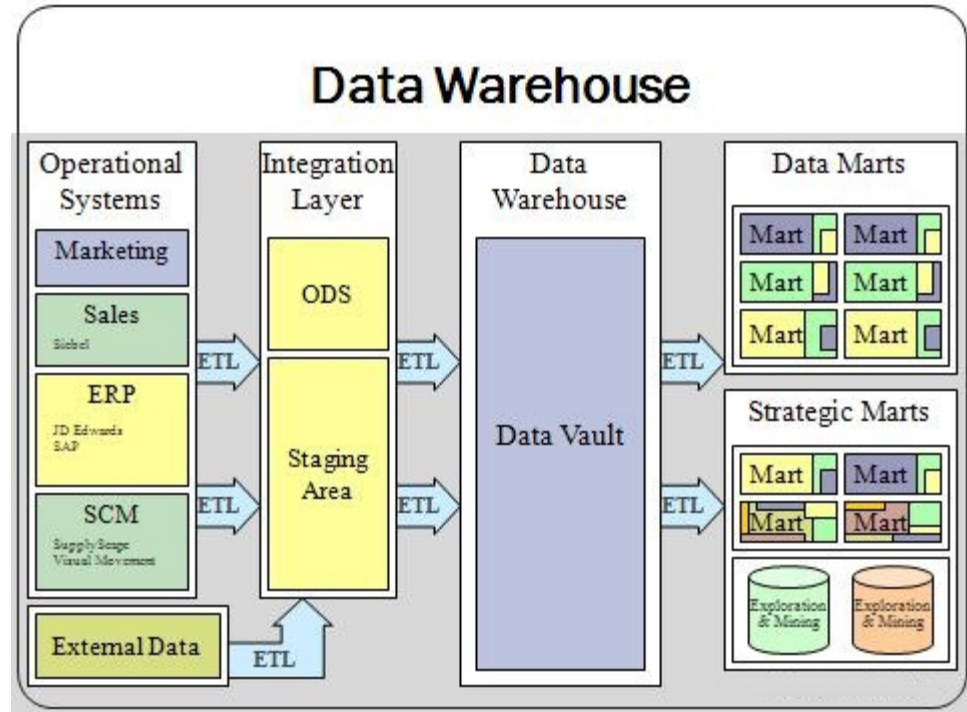 Data Warehouse
Operational
Systems
Marketing
Sales
Siebel
ERP
JD Edwards
SAP
SCM
SupplyScape
Visual Movement
External Data
ETL
ETL
ETL
Integration
Layer
ODS
Staging
Area
ETL
ETL
Data
Warehouse
Data Vault
ETL
ETL
Data Marts
Mart
Mart
Mart
Mart
Mart
Mart
Strategic Marts
Mart
Mart
Mart
Mart
Exploration
& Mining
Exploration
& Mining